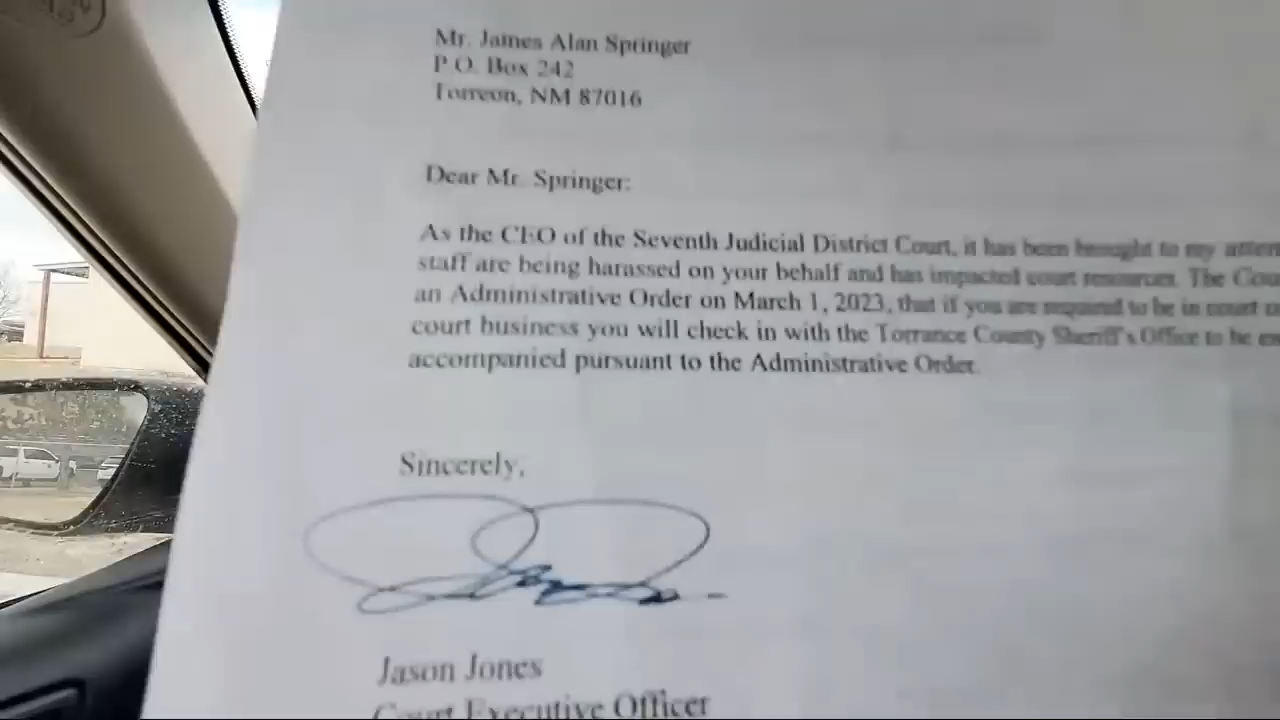 Mr. James Alan Springer
P.O. Box 242
Torreon, NM 87016
Dear Mr. Springer:
As the CEO of the Seventh Judicial District Court, it has been brought to my
staff are being harassed on your behalf and has impacted court resources. The
an Administrative Order on March 1, 2023, that if you are required to be in court
court business you will check in with the Torrance County Sheriff's Office to be
accompanied pursuant to the Administrative Order.
Sincerely,
Jason Jones
Court Executive Officer